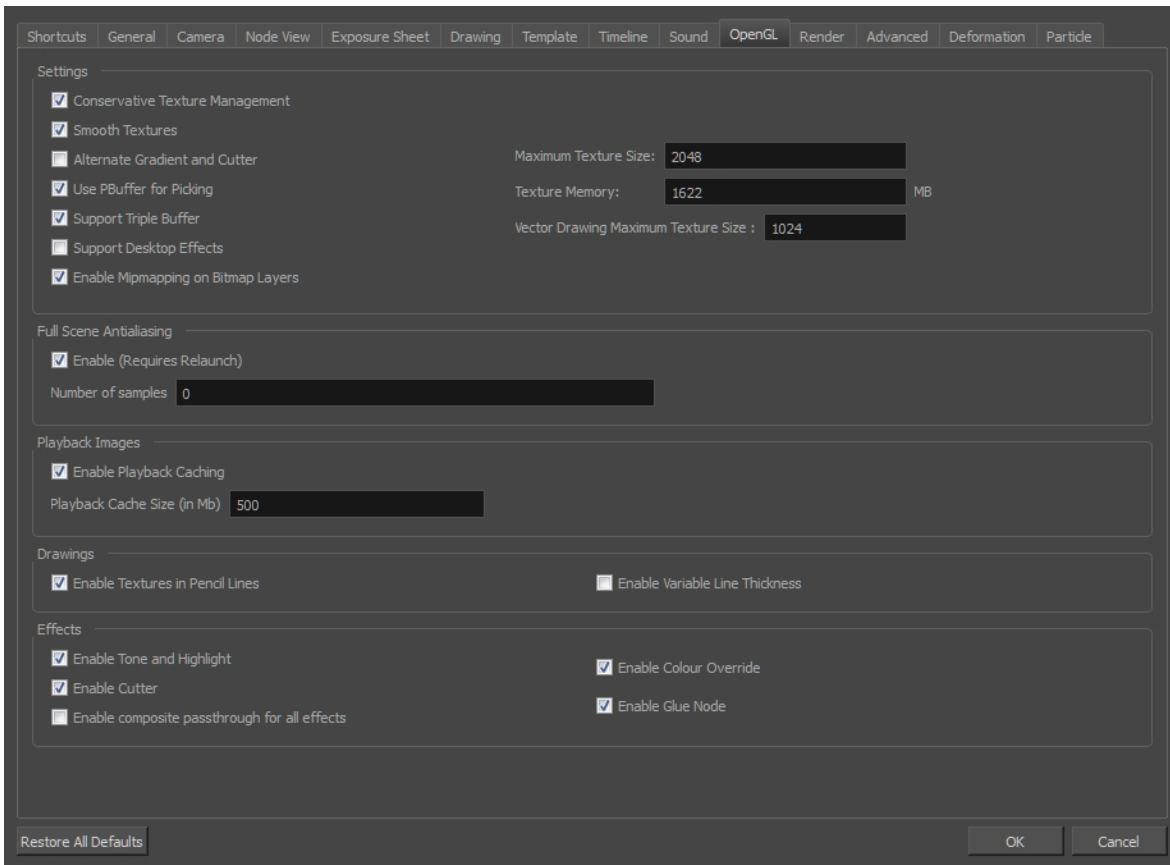 Shortcuts General Camera Node View Exposure Sheet Drawing Template Timeline Sound OpenGL Render Advanced Deformation Particle
Settings
Conservative Texture Management
Smooth Textures
Alternate Gradient and Cutter
Maximum Texture Size: 2048
Use PBuffer for Picking
Texture Memory: 1622 MB
Support Triple Buffer
Vector Drawing Maximum Texture Size : 1024
Support Desktop Effects
Enable Mipmapping on Bitmap Layers
Full Scene Antialiasing
Enable (Requires Relaunch)
Number of samples 0
Playback Images
Enable Playback Caching
Playback Cache Size (in Mb) 500
Drawings
Enable Textures in Pencil Lines Enable Variable Line Thickness
Effects
Enable Tone and Highlight
Enable Colour Override
Enable Cutter
Enable Glue Node
Enable composite passthrough for all effects
Restore All Defaults OK Cancel